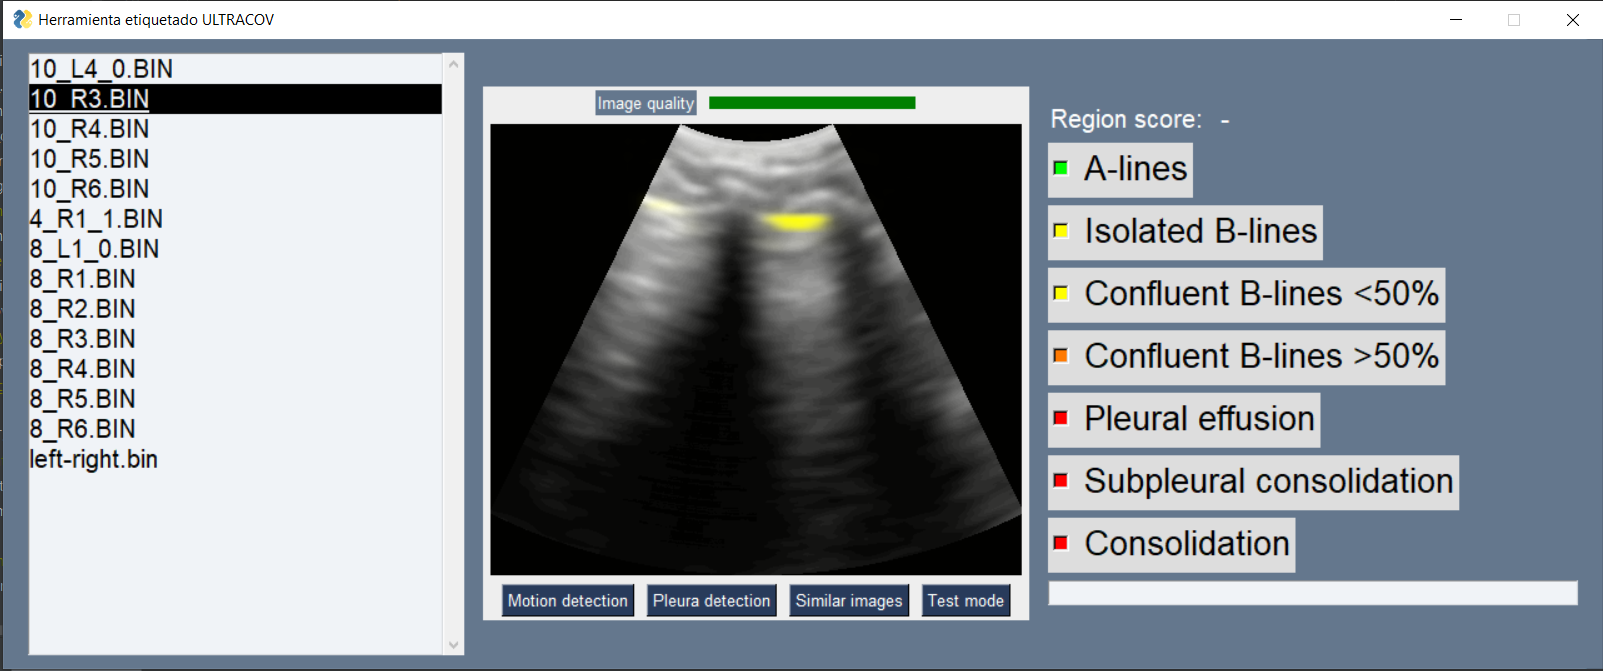 Herramienta etiquetado ULTRACOV
10_L4_0.BIN
10_R3.BIN
10_R4.BIN
10_R5.BIN
10_R6.BIN
4_R1_1.BIN
8_L1_0.BIN
8_R1.BIN
8_R2.BIN
8_R3.BIN
8_R4.BIN
8_R5.BIN
8_R6.BIN
left-right.bin
Image quality
Motion detection
Pleura detection
Similar images
Test mode
Region score: -
A-lines
Isolated B-lines
Confluent B-lines <50%
Confluent B-lines >50%
Pleural effusion
Subpleural consolidation
Consolidation